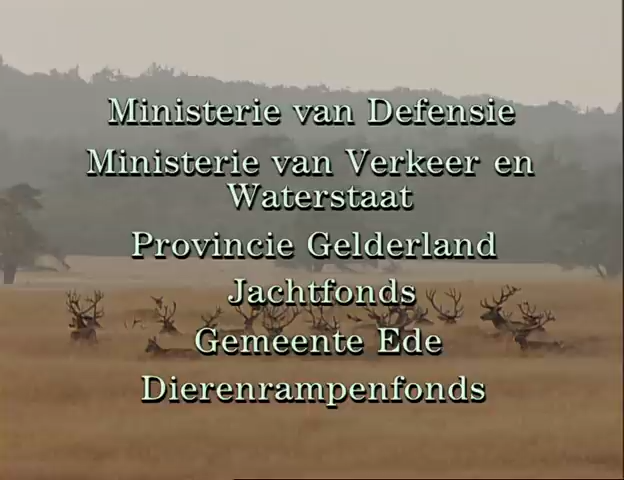 Ministerie van Defensie
Ministerie van Verkeer en
Waterstaat
Provincie Gelderland
Jachtfonds
Gemeente Ede
Dierenrampenfonds